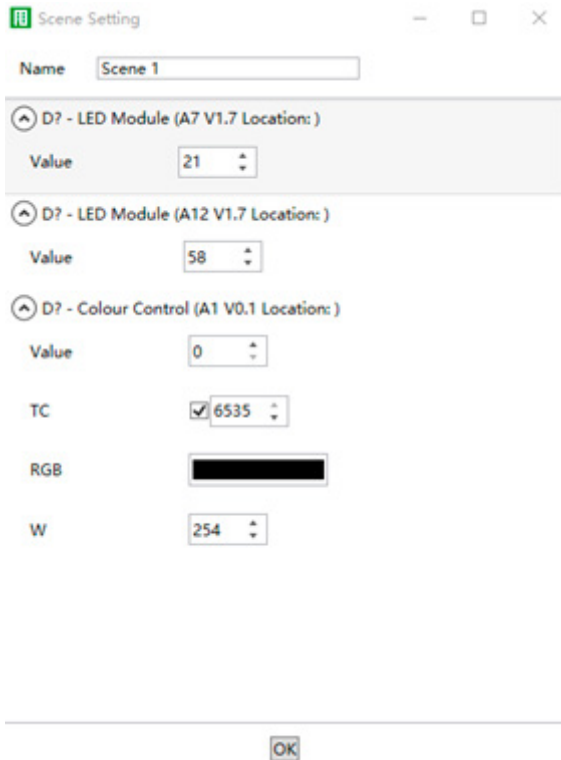 Scene Setting
Name Scene 1
D? - LED Module (A7 V1.7 Location: )
Value 21
D? - LED Module (A12 V1.7 Location: )
Value 58
D? - Colour Control (A1 V0.1 Location: )
Value 0
TC 6535
RGB
W 254
OK